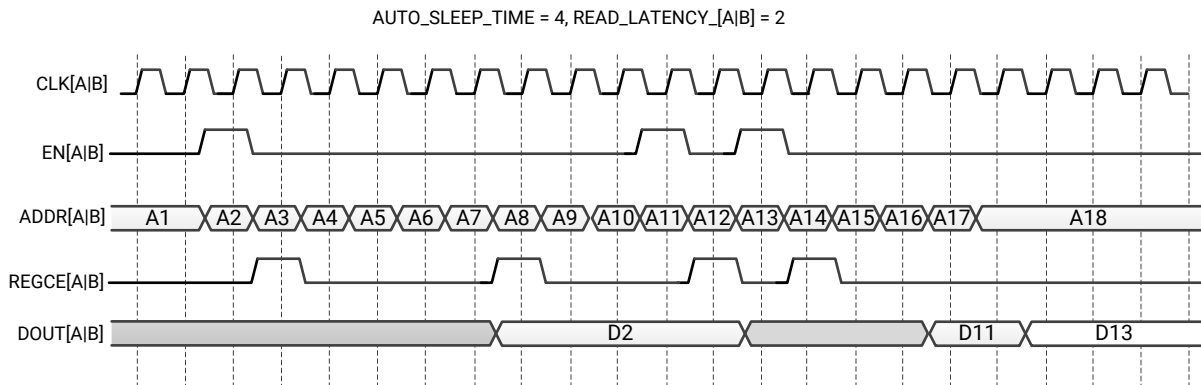 AUTO_SLEEP_TIME = 4, READ_LATENCY_[A|B] = 2
CLK[A|B]
EN[A|B]
ADDR[A|B] A1 A2 A3 A4 A5 A6 A7 A8 A9 A10 A11 A12 A13 A14 A15 A16 A17 A18
REGCE[A|B]
DOUT[A|B] D2 D11 D13